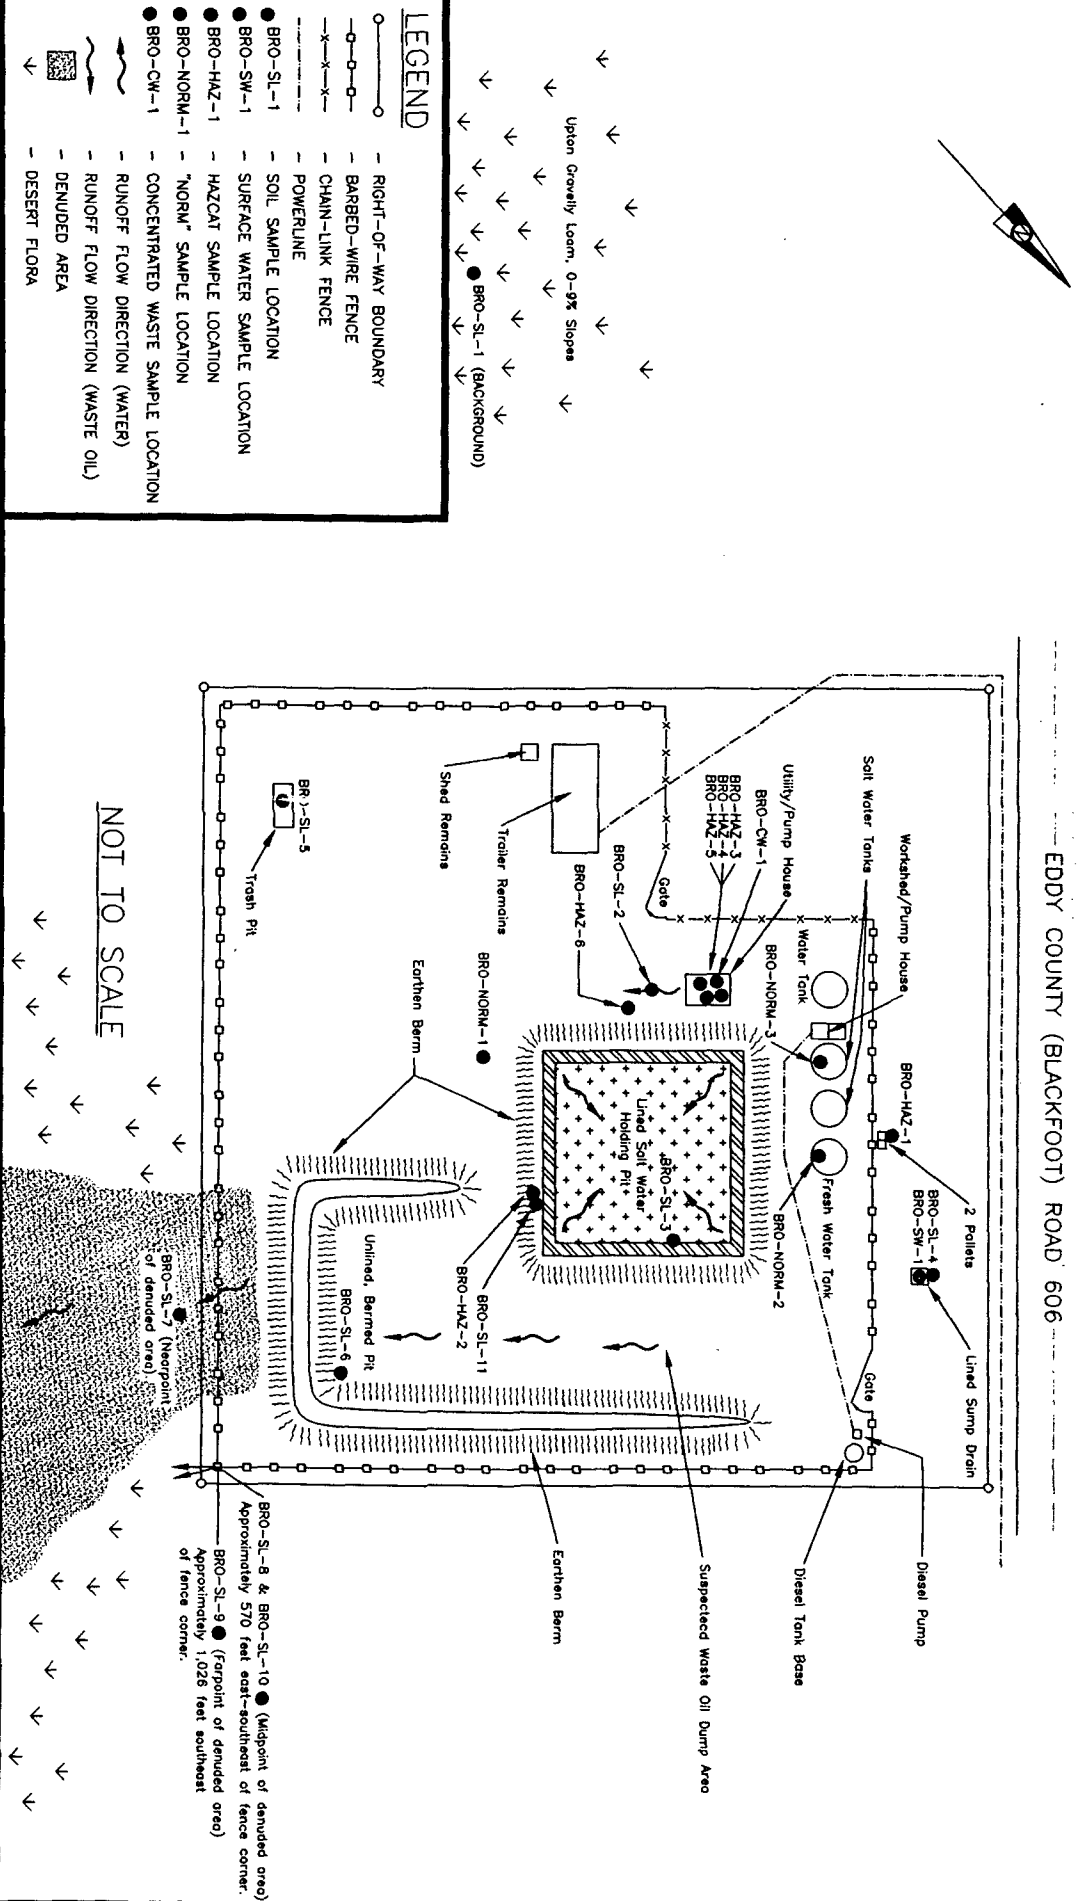 EDDY COUNTY (BLACKFOOT) ROAD 606
Upton Gravelly Loam, 0-9% Slopes
BRO-SL-1 (BACKGROUND)
Salt Water Tanks
Workshed/Pump House
BRO-HAZ-1
2 Pallets
BRO-SL-4
BRO-SW-1
Lined Sump Drain
Utility/Pump House
Water Tank
BRO-NORM-3
Fresh Water Tank
BRO-NORM-2
Gate
Diesel Pump
Diesel Tank Base
BRO-CW-1
BRO-HAZ-3
BRO-HAZ-4
BRO-HAZ-5
Gate
BRO-SL-2
BRO-HAZ-6
Lined Salt Water
Holding Pit
BRO-SL-3
Suspectecd Waste Oil Dump Area
Trailer Remains
Shed Remains
BRO-NORM-1
Earthen Berm
BRO-SL-11
BRO-HAZ-2
Unlined, Bermed Pit
BRO-SL-6
Earthen Berm
BRO-SL-5
Trash Pit
BRO-SL-7 (Nearpoint
of denuded area)
BRO-SL-8 & BRO-SL-10 (Midpoint of denuded area)
Approximately 570 feet east-southeast of fence corner.
BRO-SL-9 (Farpoint of denuded area)
Approximately 1,026 feet southeast
of fence corner.
NOT TO SCALE
LEGEND
- RIGHT-OF-WAY BOUNDARY
- BARBED-WIRE FENCE
- CHAIN-LINK FENCE
- POWERLINE
BRO-SL-1 - SOIL SAMPLE LOCATION
BRO-SW-1 - SURFACE WATER SAMPLE LOCATION
BRO-HAZ-1 - HAZCAT SAMPLE LOCATION
BRO-NORM-1 - "NORM" SAMPLE LOCATION
BRO-CW-1 - CONCENTRATED WASTE SAMPLE LOCATION
- RUNOFF FLOW DIRECTION (WATER)
- RUNOFF FLOW DIRECTION (WASTE OIL)
- DENUDED AREA
- DESERT FLORA